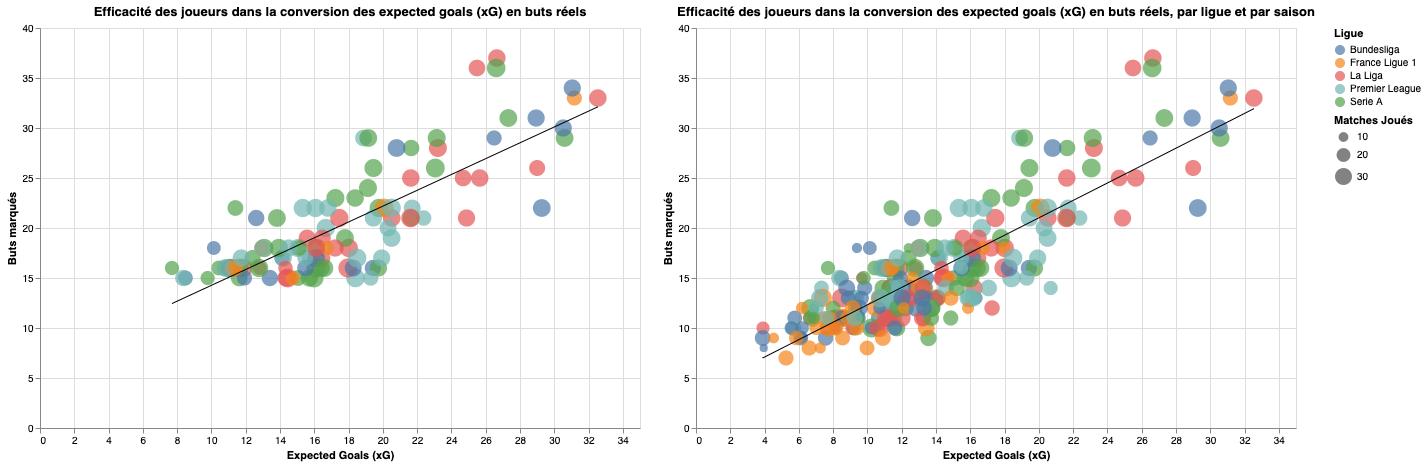 Efficacité des joueurs dans la conversion des expected goals (xG) en buts réels
40
35
30
25
20
15
10
5
0
Buts marqués
0 2 4 6 8 10 12 14 16 18 20 22 24 26 28 30 32 34
Expected Goals (xG)
Efficacité des joueurs dans la conversion des expected goals (xG) en buts réels, par ligue et par saison
40
35
30
25
20
15
10
5
0
Buts marqués
0 2 4 6 8 10 12 14 16 18 20 22 24 26 28 30 32 34
Expected Goals (xG)
Ligue
Bundesliga
France Ligue 1
La Liga
Premier League
Serie A
Matches Joués
10
20
30